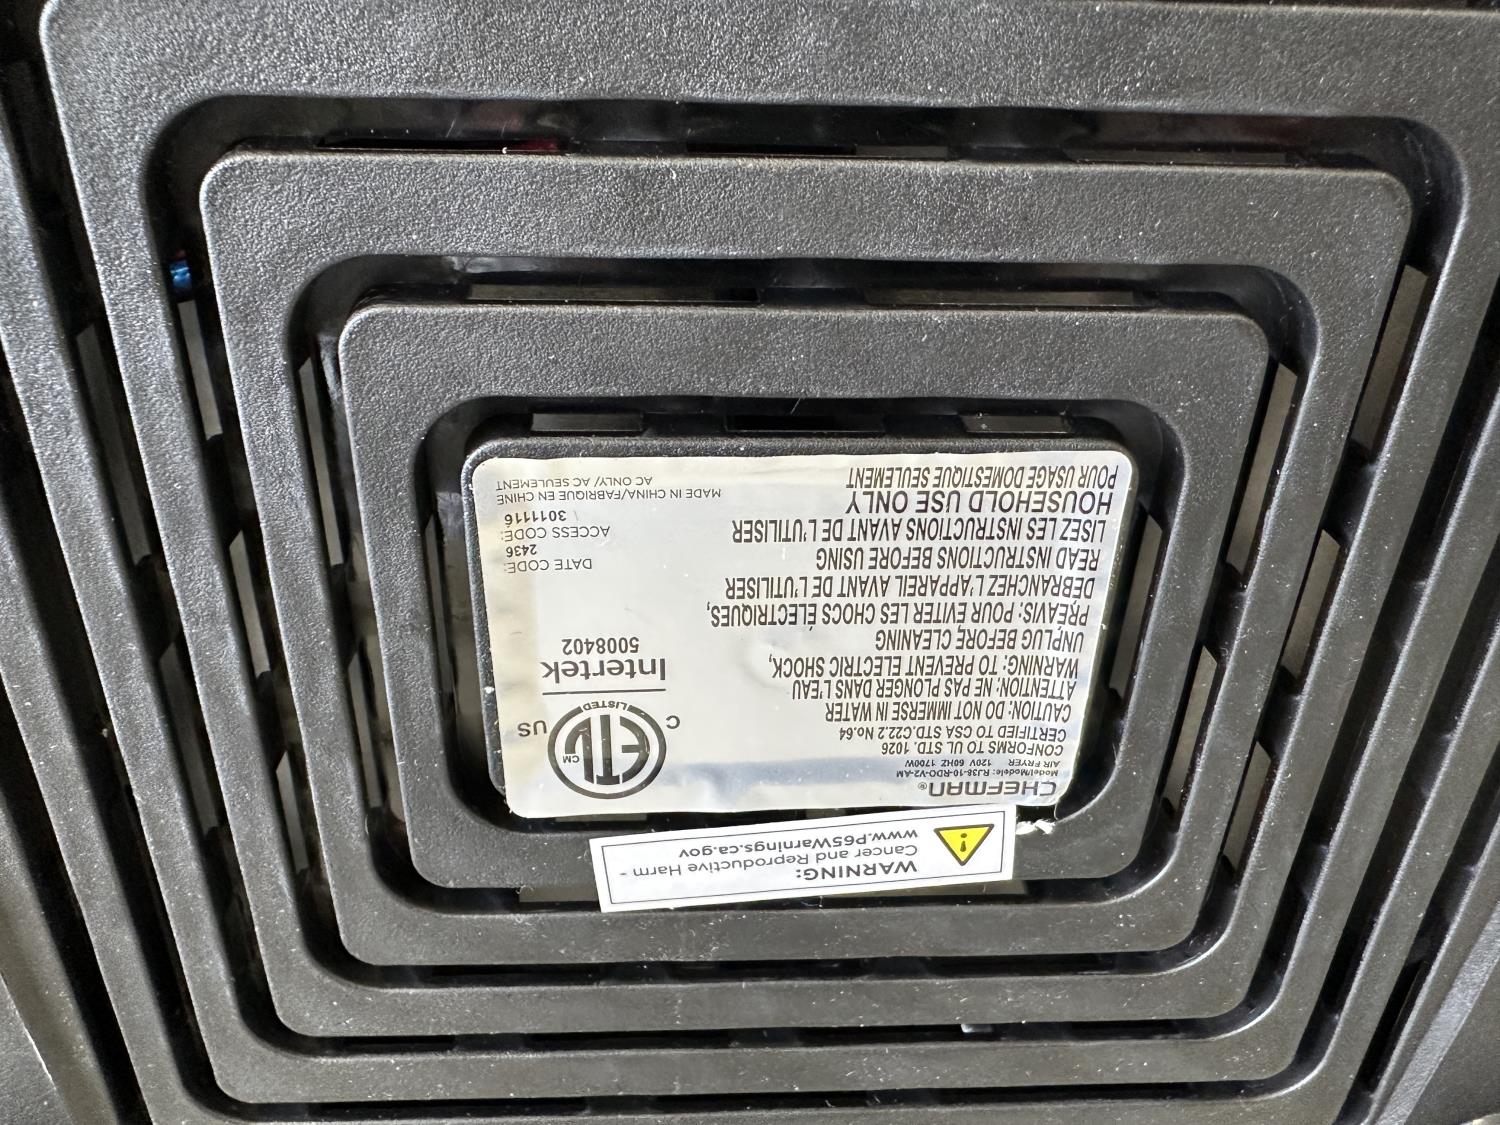 CHEFMAN®
Model/Modèle: RJ38-10-RDO-V2-AM
AIR FRYER 120V 60HZ 1700W
CONFORMS TO UL STD. 1026
CERTIFIED TO CSA STD.C22.2 No.64
CAUTION: DO NOT IMMERSE IN WATER
ATTENTION: NE PAS PLONGER DANS L'EAU
WARNING: TO PREVENT ELECTRIC SHOCK,
UNPLUG BEFORE CLEANING
PRÉAVIS: POUR ÉVITER LES CHOCS ÉLECTRIQUES,
DÉBRANCHEZ L'APPAREIL AVANT DE L'UTILISER
READ INSTRUCTIONS BEFORE USING
LISEZ LES INSTRUCTIONS AVANT DE L'UTILISER
HOUSEHOLD USE ONLY
POUR USAGE DOMESTIQUE SEULEMENT
C ETL CM US
LISTED
Intertek
5008402
DATE CODE:
2436
ACCESS CODE:
3011116
MADE IN CHINA/FABRIQUÉ EN CHINE
AC ONLY/ AC SEULEMENT
WARNING:
Cancer and Reproductive Harm -
www.P65Warnings.ca.gov